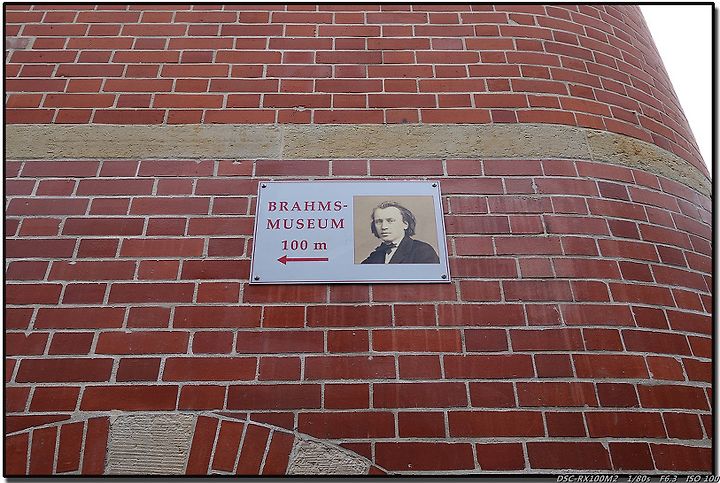 BRAHMS-
MUSEUM
100 m
DSC-RX100M2 1/80s F6.3 ISO 100